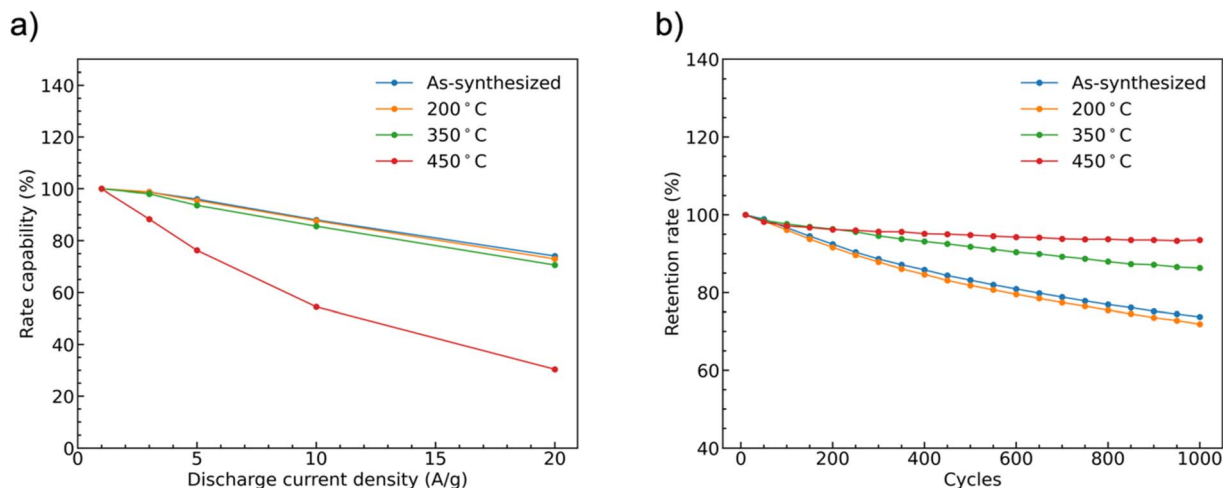 a)
140
120
100
80
60
40
20
0
Rate capability (%)
As-synthesized
200°C
350°C
450°C
5
10
15
20
Discharge current density (A/g)
b)
140
120
100
80
60
40
Retention rate (%)
As-synthesized
200°C
350°C
450°C
0
200
400
600
800
1000
Cycles